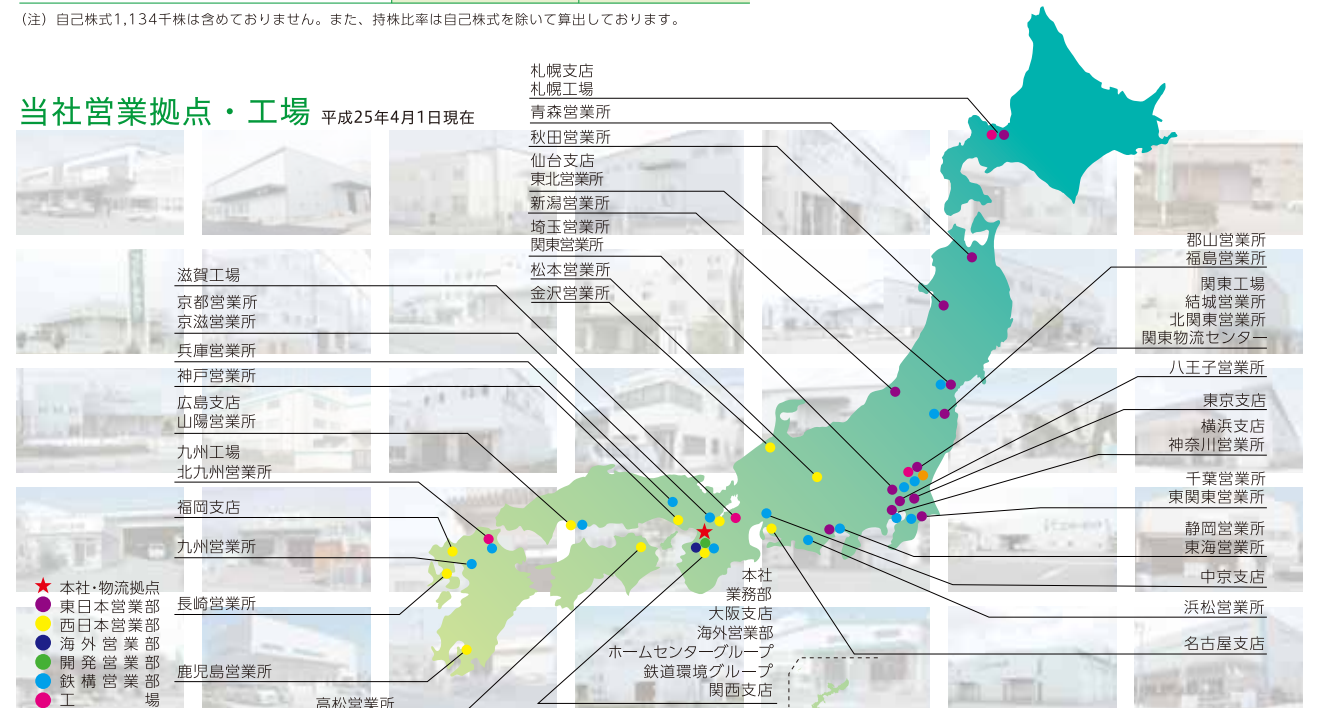 （注）自己株式1,134千株は含めておりません。また、持株比率は自己株式を除いて算出しております。
当社営業拠点・工場 平成25年4月1日現在
札幌支店
札幌工場
青森営業所
秋田営業所
仙台支店
東北営業所
新潟営業所
埼玉営業所
関東営業所
松本営業所
金沢営業所
滋賀工場
京都営業所
京滋営業所
兵庫営業所
神戸営業所
広島支店
山陽営業所
九州工場
北九州営業所
福岡支店
九州営業所
長崎営業所
鹿児島営業所
高松営業所
郡山営業所
福島営業所
関東工場
結城営業所
北関東営業所
関東物流センター
八王子営業所
東京支店
横浜支店
神奈川営業所
千葉営業所
東関東営業所
静岡営業所
東海営業所
中京支店
浜松営業所
名古屋支店
本社
業務部
大阪支店
海外営業部
ホームセンターグループ
鉄道環境グループ
関西支店
★ 本社・物流拠点
● 東日本営業部
● 西日本営業部
● 海外営業部
● 開発営業部
● 鉄構営業部
● 工場